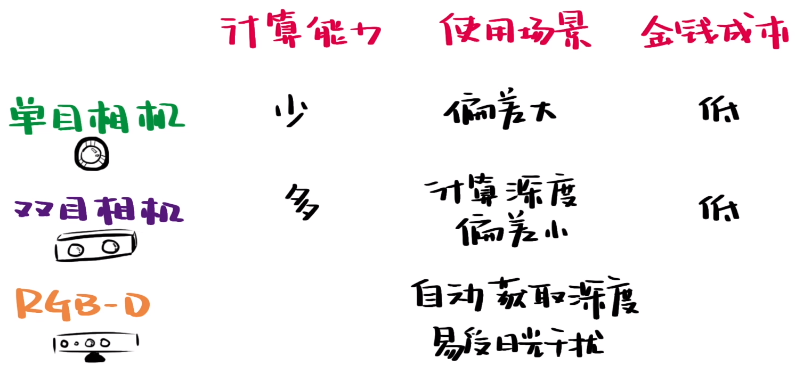 计算能力 使用场景 金钱成本
单目相机 少 偏差大 低
双目相机 多 计算深度 低
偏差小
RGB-D 自动获取深度
易受日光干扰